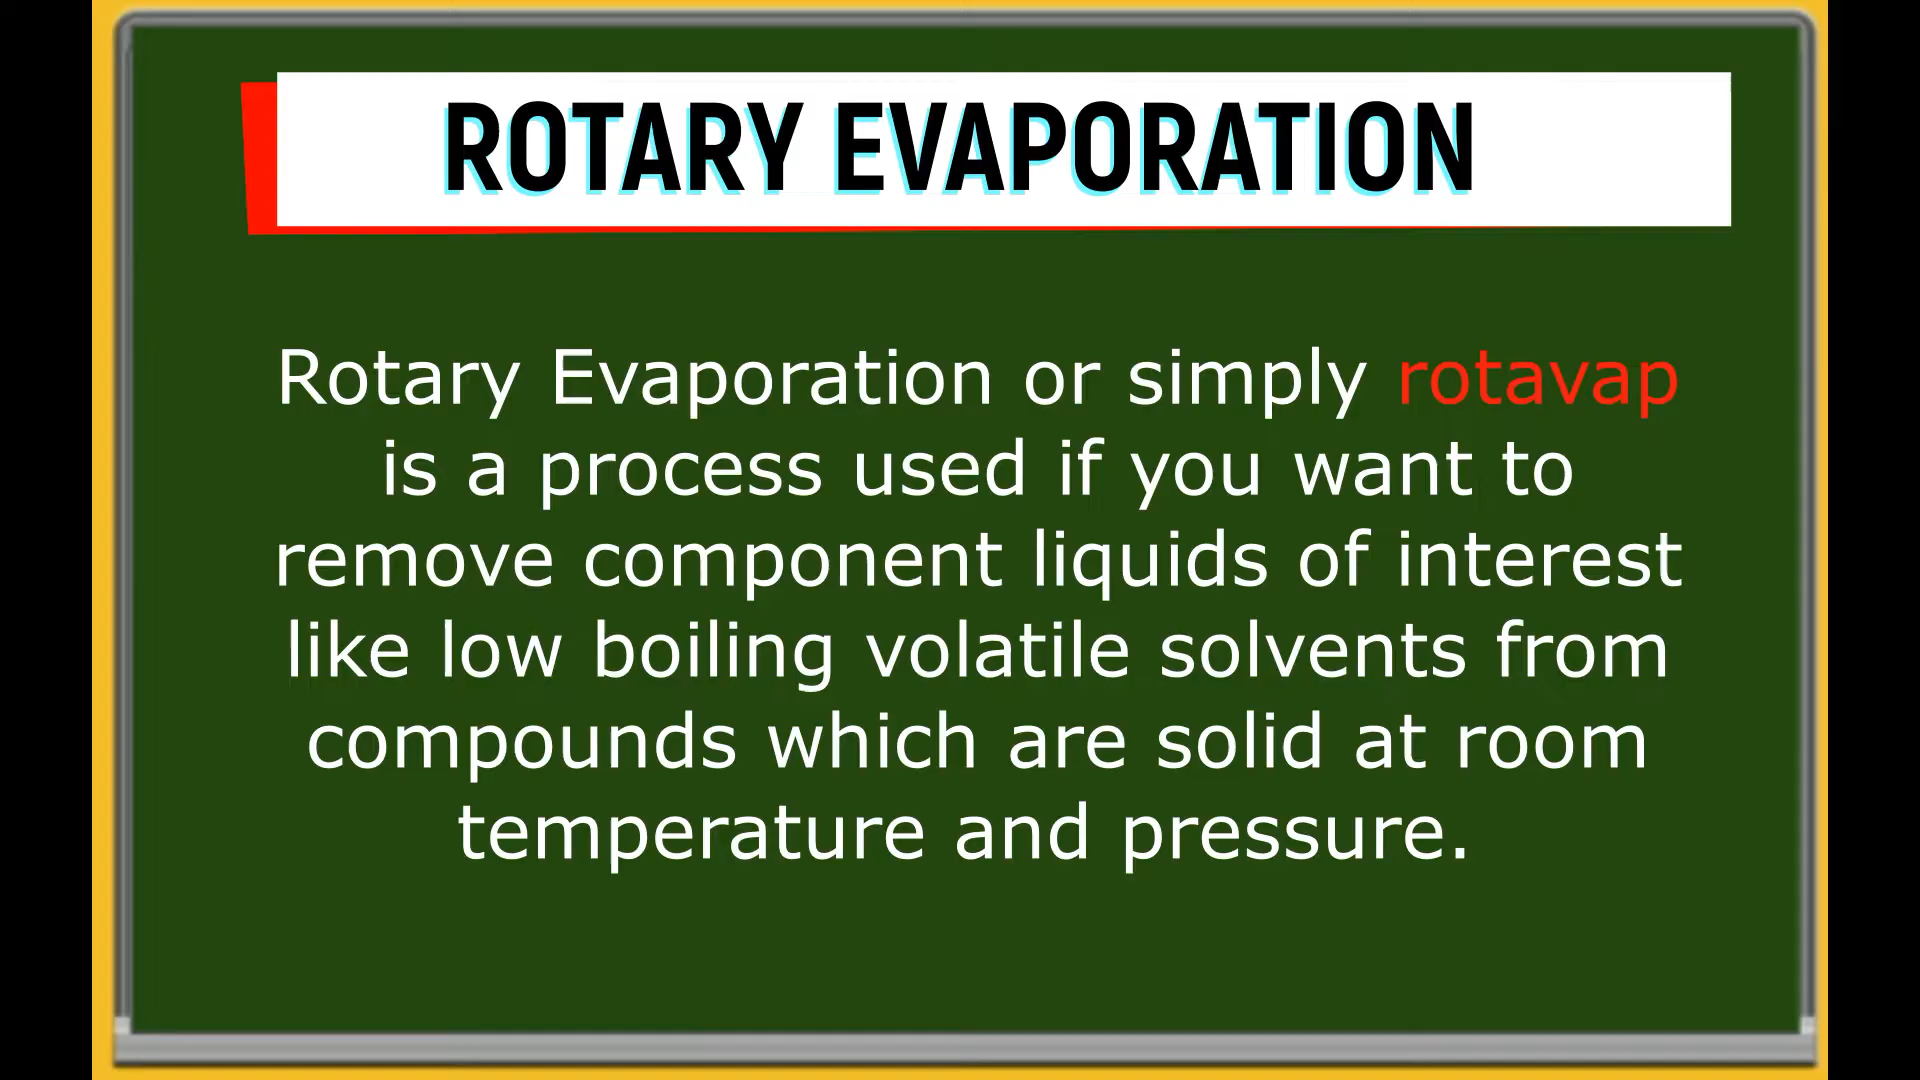 ROTARY EVAPORATION
Rotary Evaporation or simply rotavap
is a process used if you want to
remove component liquids of interest
like low boiling volatile solvents from
compounds which are solid at room
temperature and pressure.